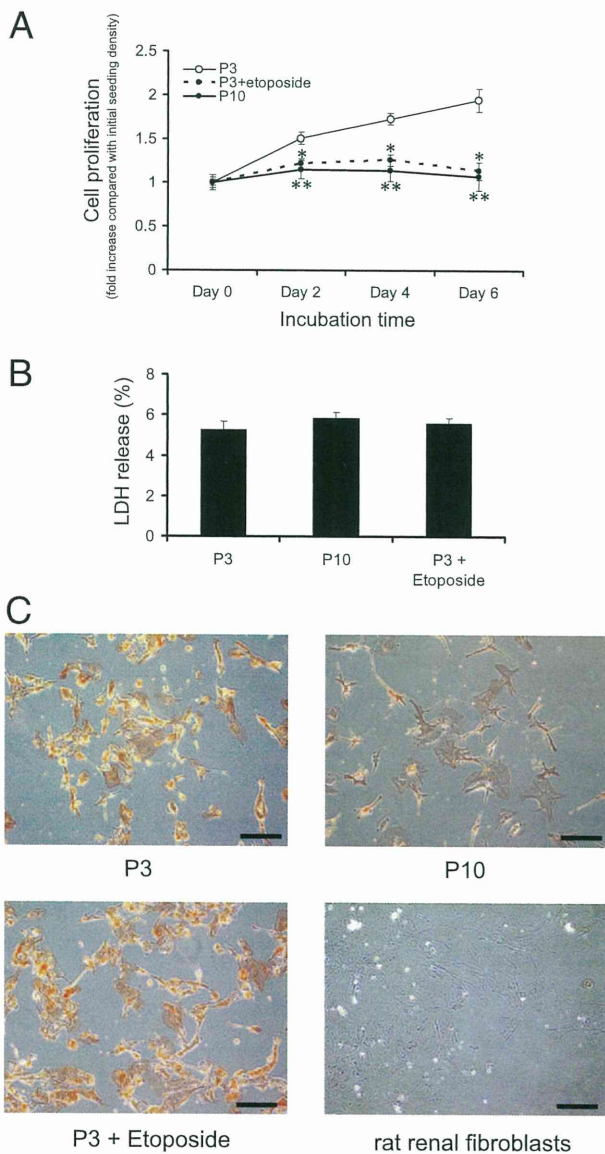 A
Cell proliferation
(fold increase compared with initial seeding density)
2.5
2
1.5
1
0.5
0
P3
P3+etoposide
P10
*
*
*
**
**
**
Day 0
Day 2
Day 4
Day 6
Incubation time
B
LDH release (%)
8
6
4
2
0
P3
P10
P3 +
Etoposide
C
P3
P10
P3 + Etoposide
rat renal fibroblasts